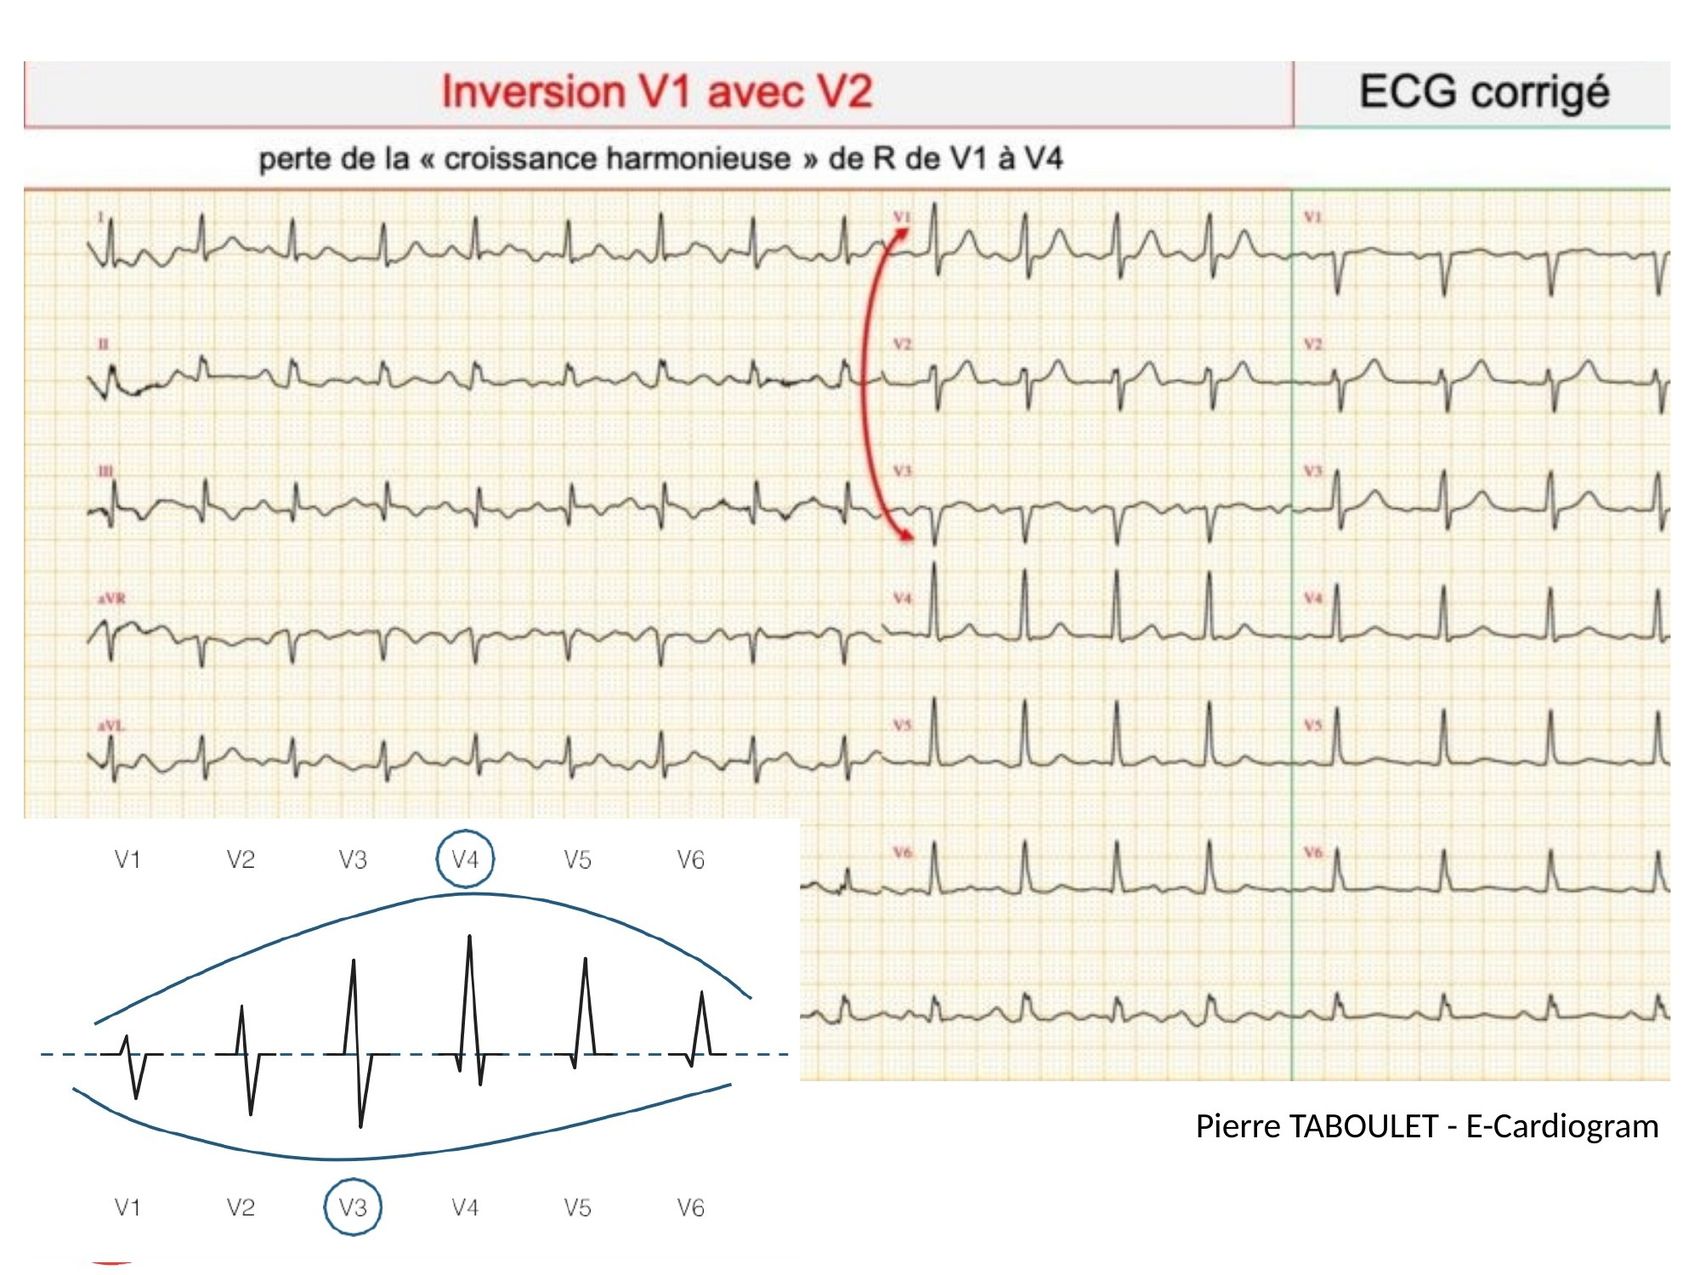 Inversion V1 avec V2
ECG corrigé
perte de la « croissance harmonieuse » de R de V1 à V4
I
V1
V1
II
V2
V2
III
V3
V3
aVR
V4
V4
aVL
V5
V5
V6
V6
V1 V2 V3 V4 V5 V6
V1 V2 V3 V4 V5 V6
Pierre TABOULET - E-Cardiogram